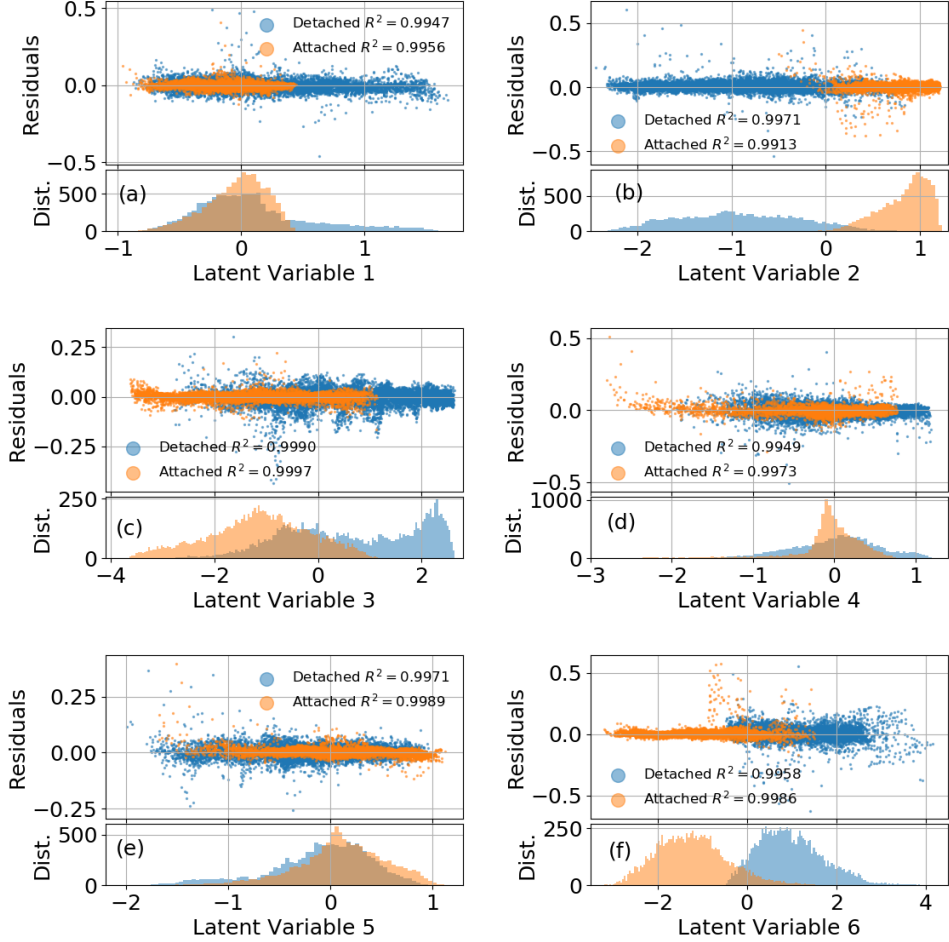 0.5
0.0
−0.5
Residuals
Detached R² = 0.9947
Attached R² = 0.9956
500
0
Dist.
(a)
−1
0
1
Latent Variable 1
0.5
0.0
−0.5
Residuals
Detached R² = 0.9971
Attached R² = 0.9913
500
0
Dist.
(b)
−2
−1
0
1
Latent Variable 2
0.25
0.00
−0.25
Residuals
Detached R² = 0.9990
Attached R² = 0.9997
250
0
Dist.
(c)
−4
−2
0
2
Latent Variable 3
0.5
0.0
−0.5
Residuals
Detached R² = 0.9949
Attached R² = 0.9973
1000
0
Dist.
(d)
−3
−2
−1
0
1
Latent Variable 4
0.25
0.00
−0.25
Residuals
Detached R² = 0.9971
Attached R² = 0.9989
500
0
Dist.
(e)
−2
−1
0
1
Latent Variable 5
0.5
0.0
−0.5
Residuals
Detached R² = 0.9958
Attached R² = 0.9986
250
0
Dist.
(f)
−2
0
2
4
Latent Variable 6